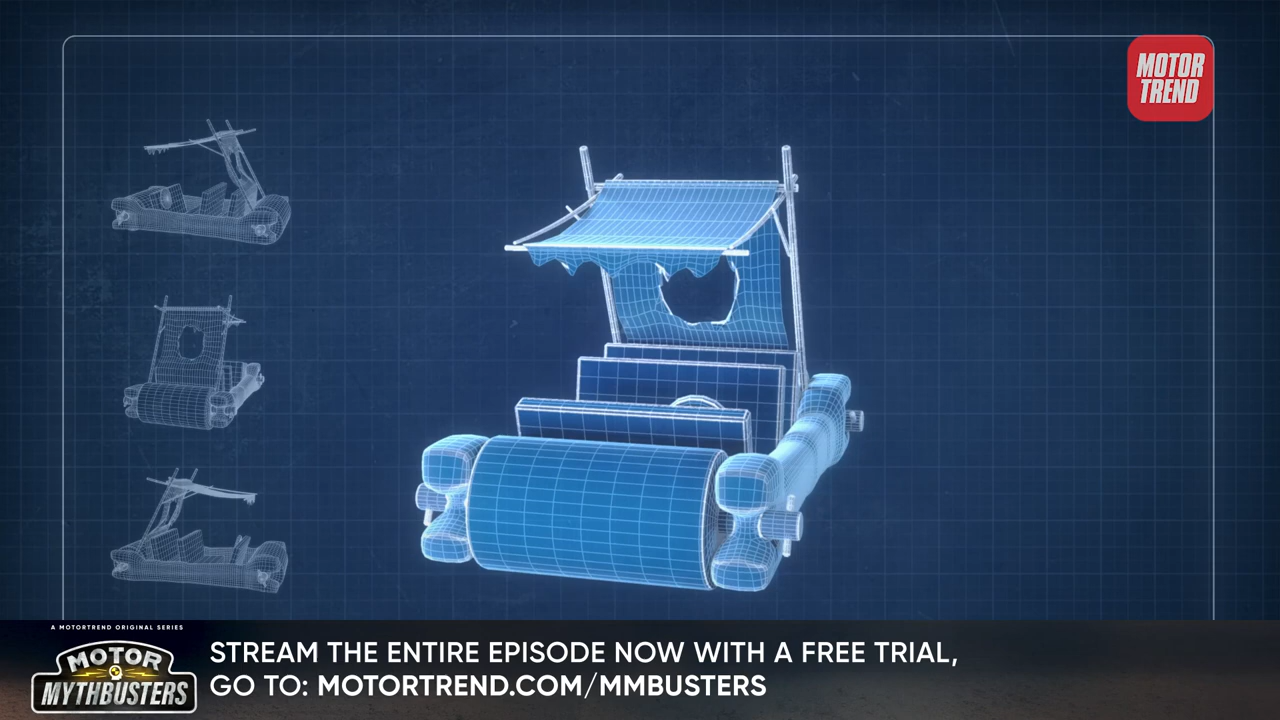 MOTOR
TREND
A MOTORTREND ORIGINAL SERIES
MOTOR
MYTHBUSTERS
STREAM THE ENTIRE EPISODE NOW WITH A FREE TRIAL,
GO TO: MOTORTREND.COM/MMBUSTERS